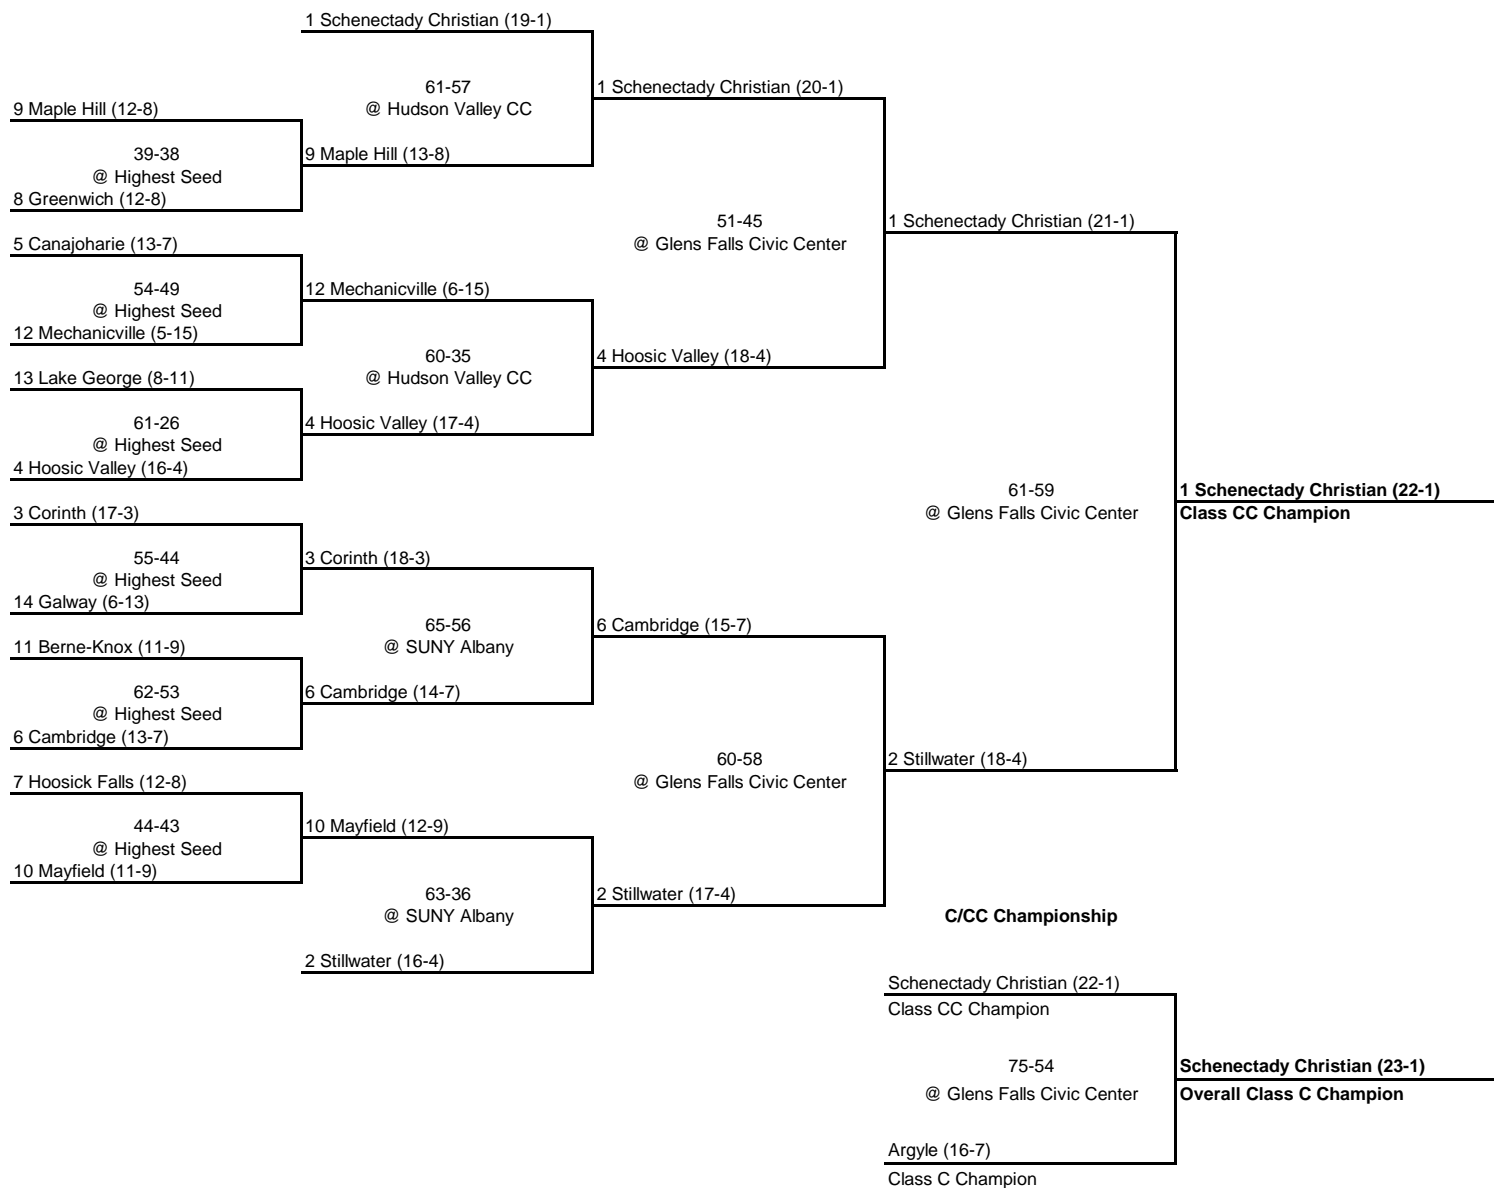 1 Schenectady Christian (19-1)
61-57
@ Hudson Valley CC
1 Schenectady Christian (20-1)
9 Maple Hill (12-8)
39-38
@ Highest Seed
9 Maple Hill (13-8)
8 Greenwich (12-8)
51-45
@ Glens Falls Civic Center
1 Schenectady Christian (21-1)
5 Canajoharie (13-7)
54-49
@ Highest Seed
12 Mechanicville (6-15)
12 Mechanicville (5-15)
60-35
@ Hudson Valley CC
4 Hoosic Valley (18-4)
13 Lake George (8-11)
61-26
@ Highest Seed
4 Hoosic Valley (17-4)
4 Hoosic Valley (16-4)
61-59
@ Glens Falls Civic Center
1 Schenectady Christian (22-1)
Class CC Champion
3 Corinth (17-3)
55-44
@ Highest Seed
3 Corinth (18-3)
14 Galway (6-13)
65-56
@ SUNY Albany
6 Cambridge (15-7)
11 Berne-Knox (11-9)
62-53
@ Highest Seed
6 Cambridge (14-7)
6 Cambridge (13-7)
60-58
@ Glens Falls Civic Center
2 Stillwater (18-4)
7 Hoosick Falls (12-8)
44-43
@ Highest Seed
10 Mayfield (12-9)
10 Mayfield (11-9)
63-36
@ SUNY Albany
2 Stillwater (17-4)
2 Stillwater (16-4)
C/CC Championship
Schenectady Christian (22-1)
Class CC Champion
75-54
@ Glens Falls Civic Center
Schenectady Christian (23-1)
Overall Class C Champion
Argyle (16-7)
Class C Champion